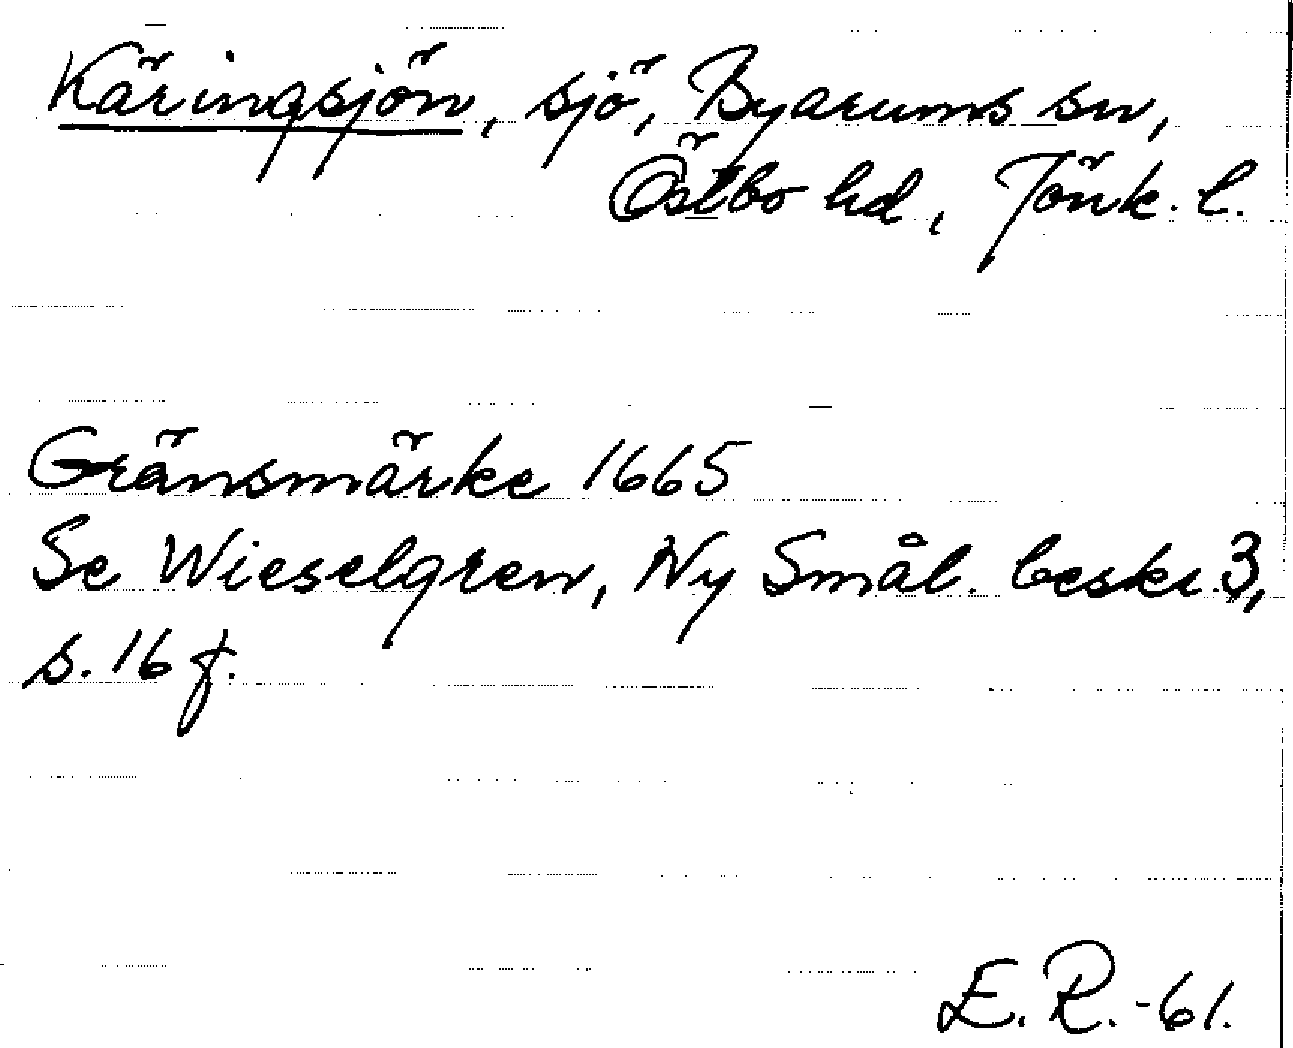 Käringsjön, sjö, Byarums sn,
Östbo hd, Jönk. l.
Gränsmärke 1665
Se Wieselgren, Ny Smål. beskr. 3,
s. 16 f.
E. R. -61.